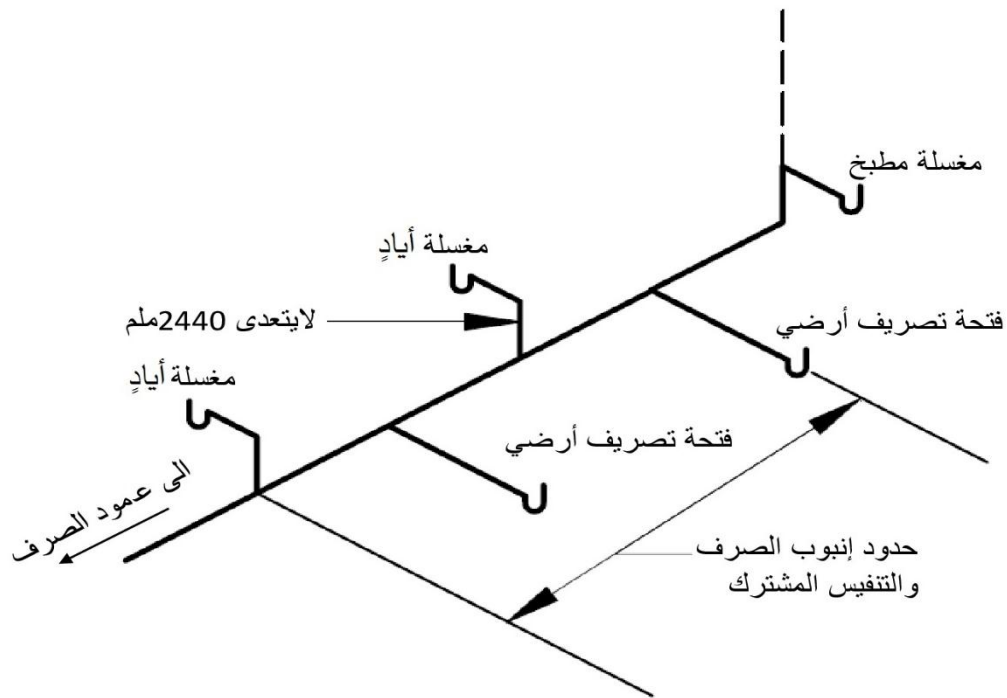 مغسلة مطبخ
مغسلة أيادٍ
لايتعدى 2440ملم
فتحة تصريف أرضي
مغسلة أيادٍ
فتحة تصريف أرضي
الى عمود الصرف
حدود إنبوب الصرف
والتنفيس المشترك